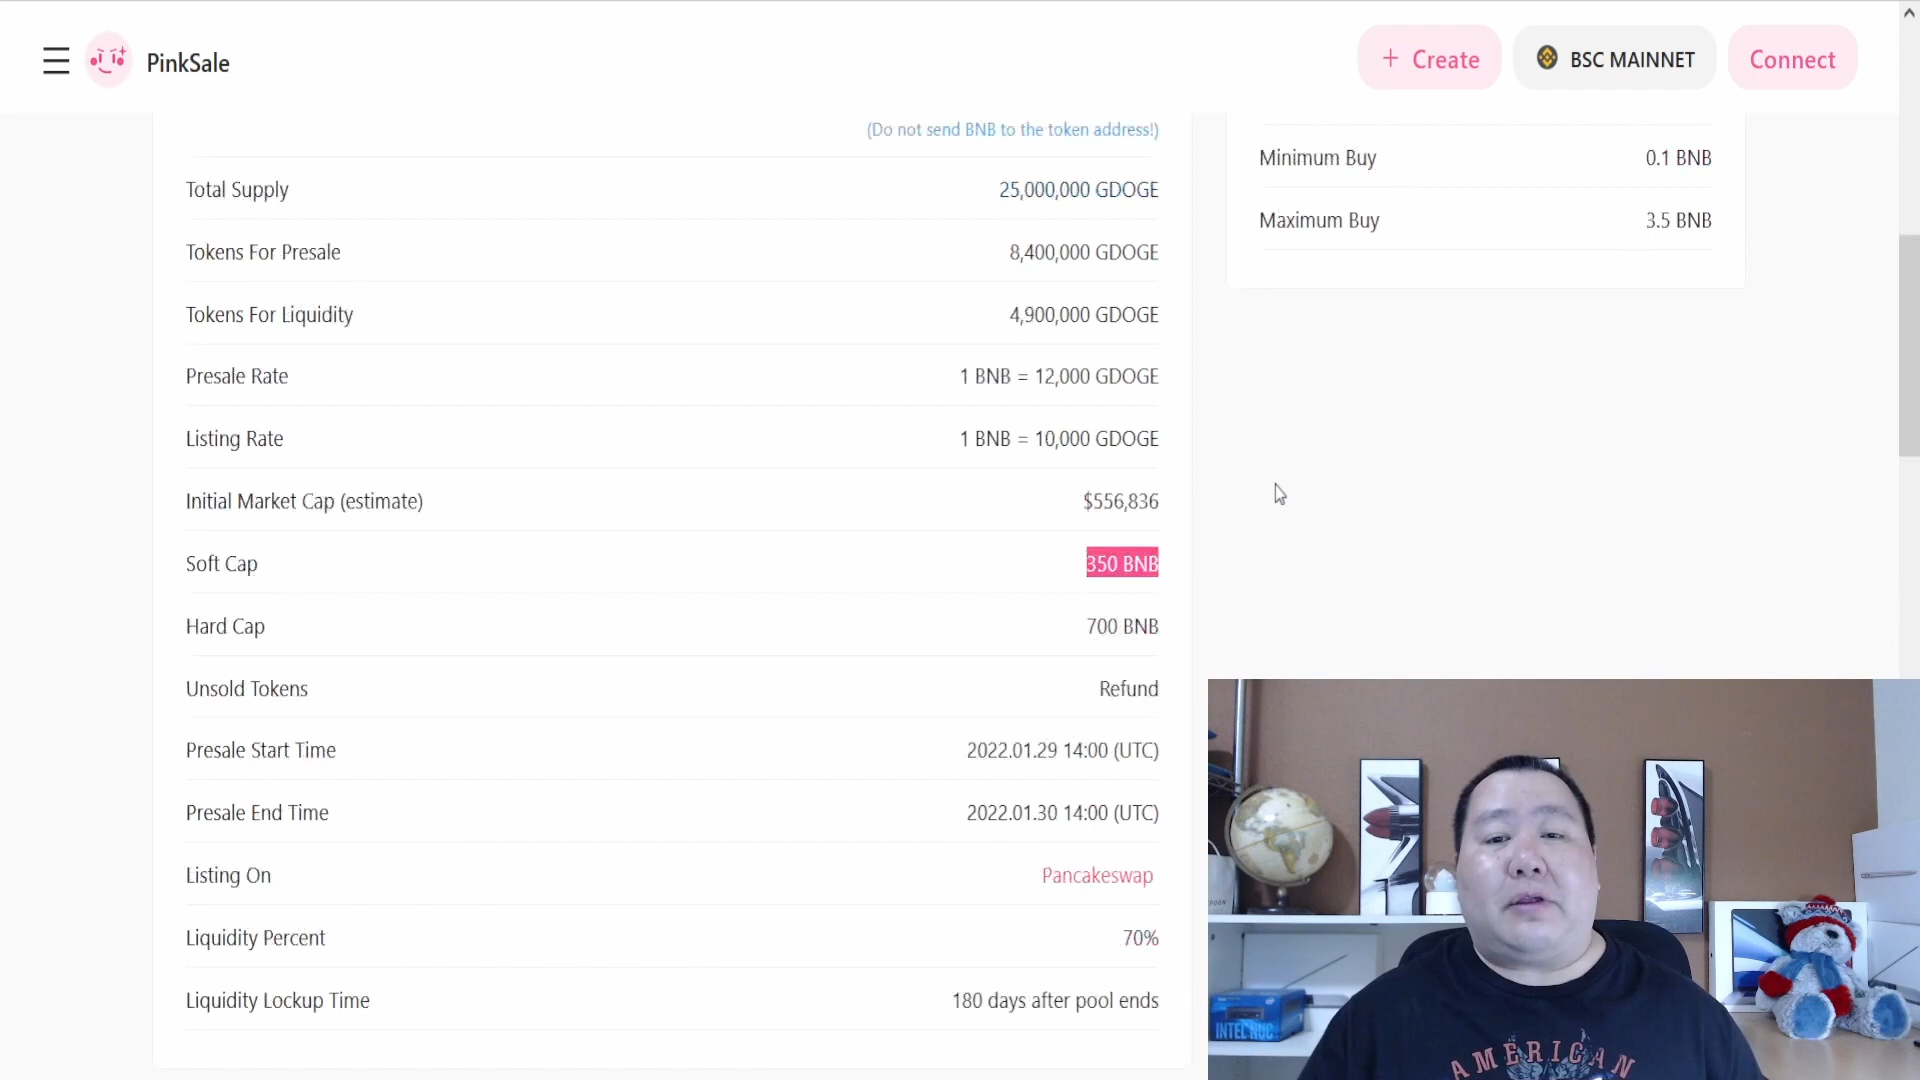 PinkSale
+ Create
BSC MAINNET
Connect
(Do not send BNB to the token address!)
Total Supply 25,000,000 GDOGE
Tokens For Presale 8,400,000 GDOGE
Tokens For Liquidity 4,900,000 GDOGE
Presale Rate 1 BNB = 12,000 GDOGE
Listing Rate 1 BNB = 10,000 GDOGE
Initial Market Cap (estimate) $556,836
Soft Cap 350 BNB
Hard Cap 700 BNB
Unsold Tokens Refund
Presale Start Time 2022.01.29 14:00 (UTC)
Presale End Time 2022.01.30 14:00 (UTC)
Listing On Pancakeswap
Liquidity Percent 70%
Liquidity Lockup Time 180 days after pool ends
Minimum Buy 0.1 BNB
Maximum Buy 3.5 BNB
INTEL NUC
AMERICAN